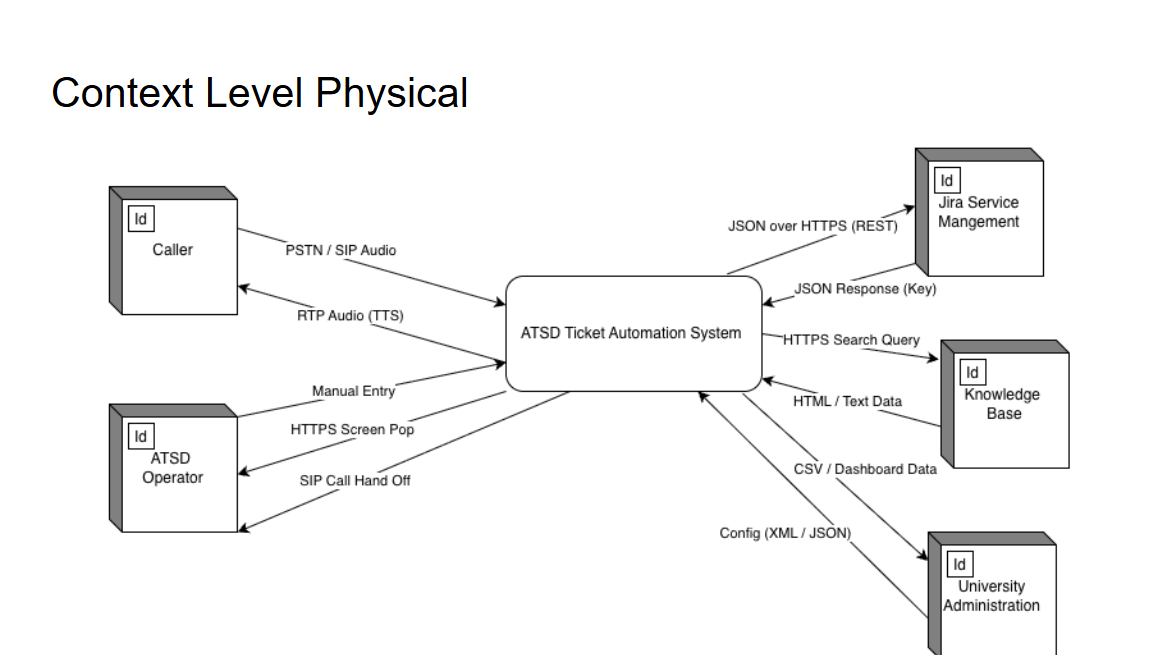 Context Level Physical
Id
Caller
PSTN / SIP Audio
RTP Audio (TTS)
Id
ATSD
Operator
Manual Entry
HTTPS Screen Pop
SIP Call Hand Off
ATSD Ticket Automation System
JSON over HTTPS (REST)
JSON Response (Key)
Id
Jira Service
Mangement
HTTPS Search Query
HTML / Text Data
Id
Knowledge
Base
CSV / Dashboard Data
Config (XML / JSON)
Id
University
Administration